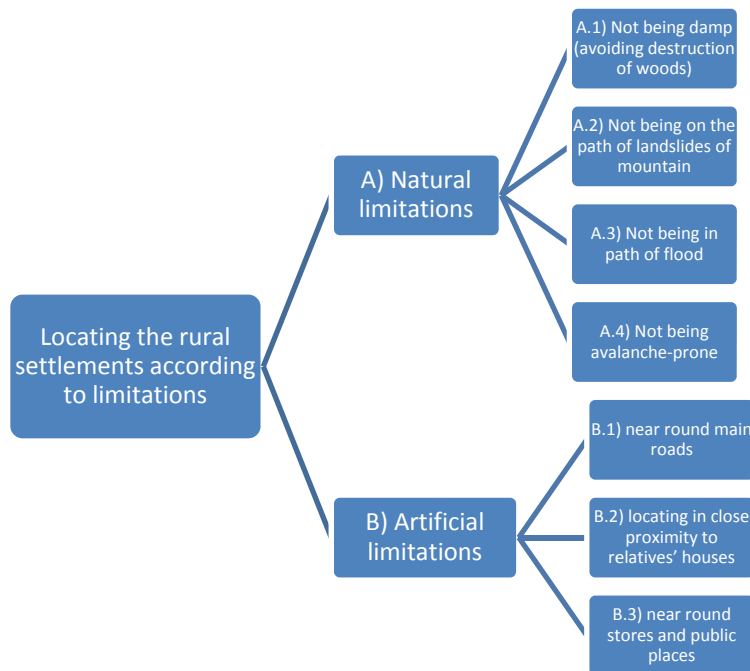 Locating the rural
settlements according
to limitations
A) Natural
limitations
A.1) Not being damp
(avoiding destruction
of woods)
A.2) Not being on the
path of landslides of
mountain
A.3) Not being in
path of flood
A.4) Not being
avalanche-prone
B) Artificial
limitations
B.1) near round main
roads
B.2) locating in close
proximity to
relatives’ houses
B.3) near round
stores and public
places